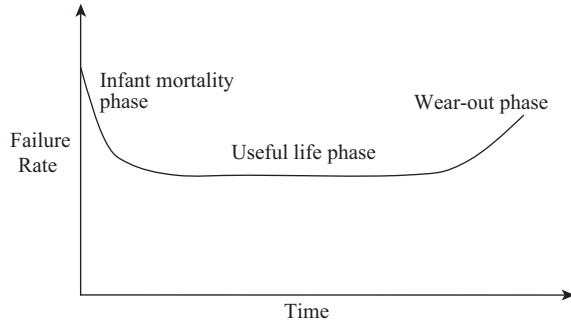 Infant mortality
phase
Wear-out phase
Useful life phase
Failure
Rate
Time